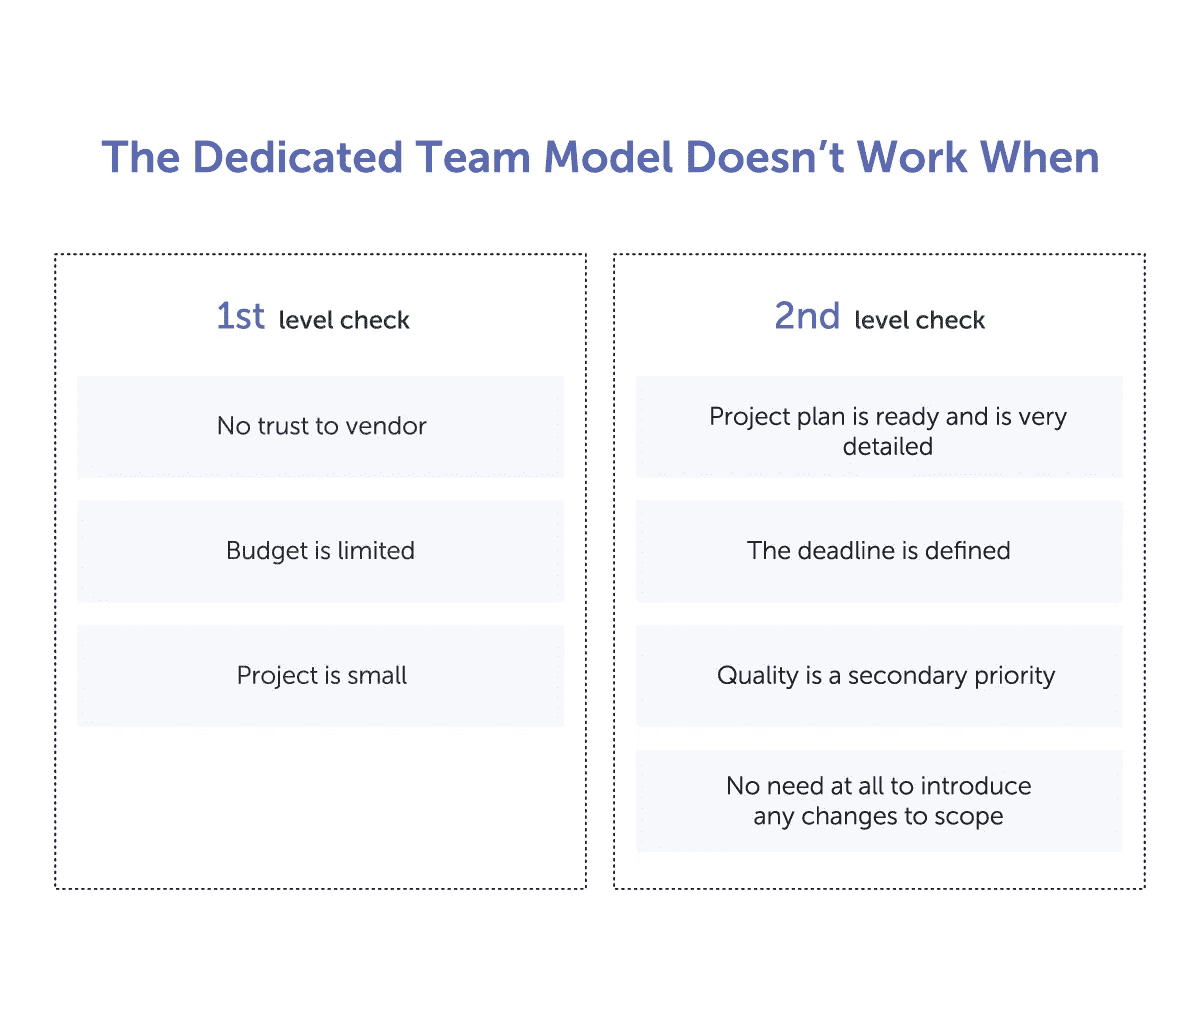 The Dedicated Team Model Doesn’t Work When
1st level check
No trust to vendor
Budget is limited
Project is small
2nd level check
Project plan is ready and is very
detailed
The deadline is defined
Quality is a secondary priority
No need at all to introduce
any changes to scope